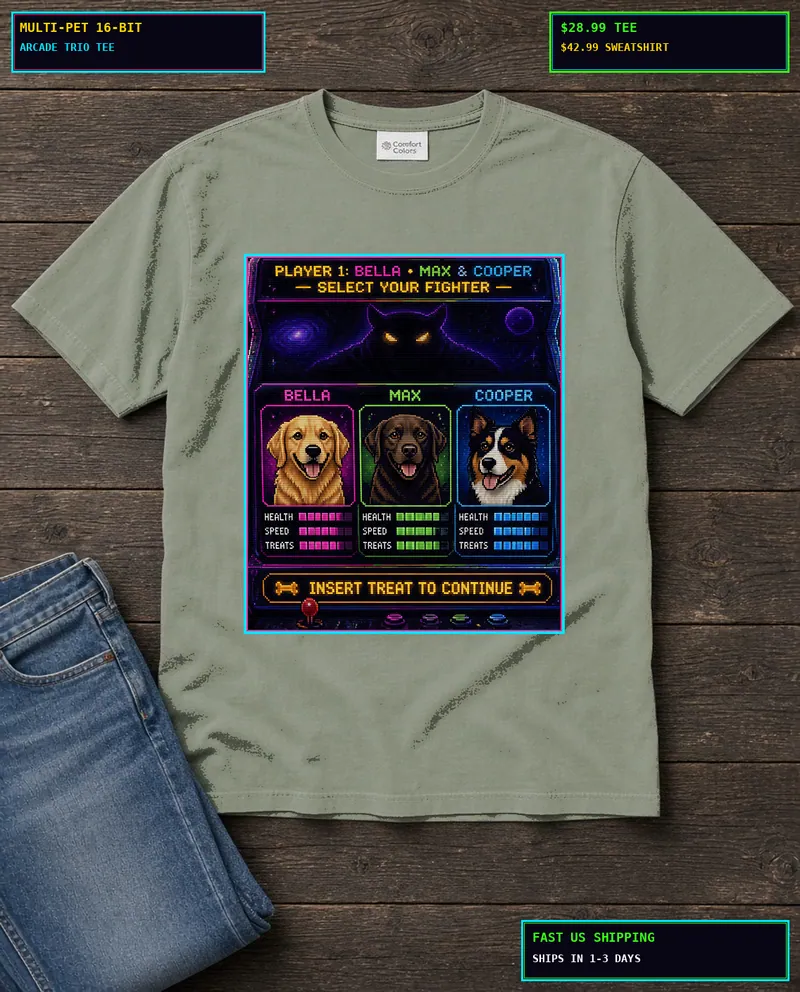 MULTI-PET 16-BIT
ARCADE TRIO TEE
$28.99 TEE
$42.99 SWEATSHIRT
Comfort
Colors
PLAYER 1: BELLA • MAX & COOPER
— SELECT YOUR FIGHTER —
BELLA
MAX
COOPER
HEALTH
SPEED
TREATS
HEALTH
SPEED
TREATS
HEALTH
SPEED
TREATS
INSERT TREAT TO CONTINUE
FAST US SHIPPING
SHIPS IN 1-3 DAYS